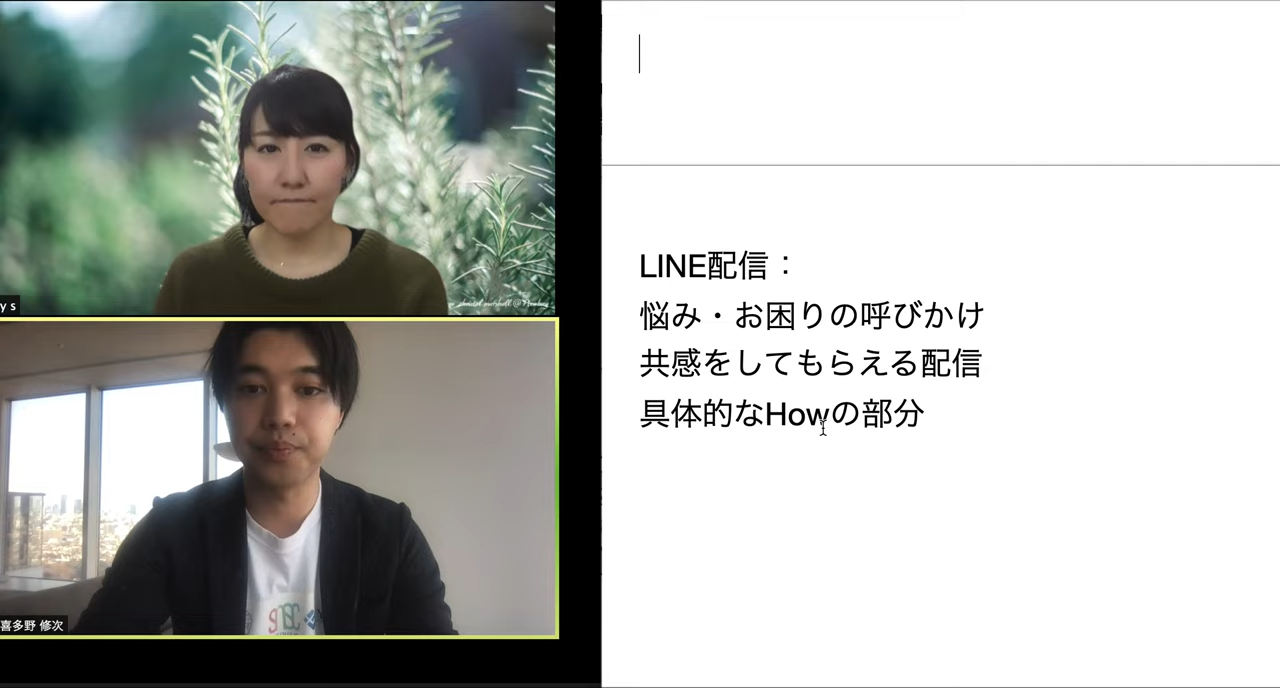 y s
喜多野 修次
LINE配信：
悩み・お困りの呼びかけ
共感をしてもらえる配信
具体的なHowの部分